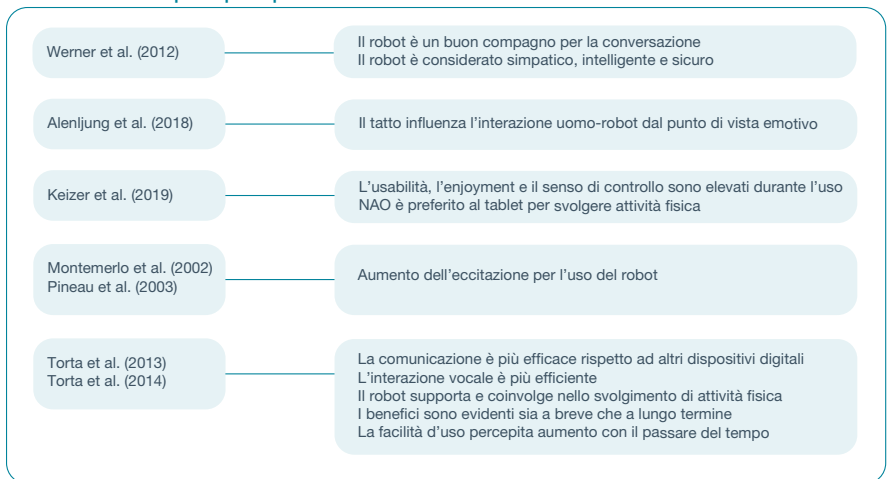 Werner et al. (2012)
Il robot è un buon compagno per la conversazione
Il robot è considerato simpatico, intelligente e sicuro
Alenljung et al. (2018)
Il tatto influenza l'interazione uomo-robot dal punto di vista emotivo
Keizer et al. (2019)
L'usabilità, l'enjoyment e il senso di controllo sono elevati durante l'uso
NAO è preferito al tablet per svolgere attività fisica
Montemerlo et al. (2002)
Pineau et al. (2003)
Aumento dell'eccitazione per l'uso del robot
Torta et al. (2013)
Torta et al. (2014)
La comunicazione è più efficace rispetto ad altri dispositivi digitali
L'interazione vocale è più efficiente
Il robot supporta e coinvolge nello svolgimento di attività fisica
I benefici sono evidenti sia a breve che a lungo termine
La facilità d'uso percepita aumento con il passare del tempo